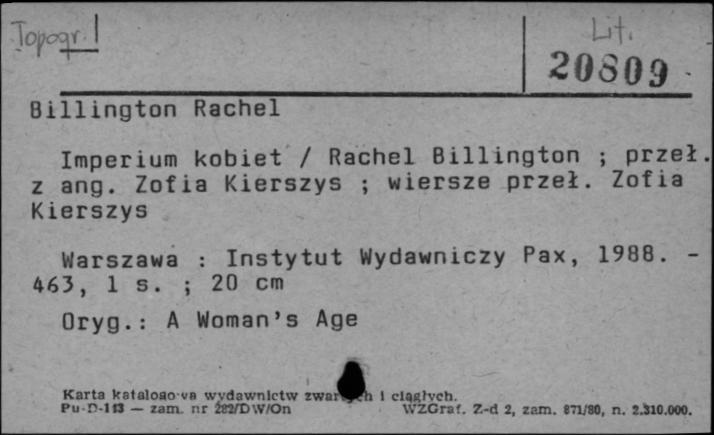 Topogr. Lit.
20809
Billington Rachel
Imperium kobiet / Rachel Billington ; przeł.
z ang. Zofia Kierszys ; wiersze przeł. Zofia
Kierszys
Warszawa : Instytut Wydawniczy Pax, 1988. -
463, 1 s. ; 20 cm
Oryg.: A Woman's Age
Karta katalogowa wydawnictw zwartych i ciągłych.
Pu-D-113 — zam. nr 282/DW/On WZGraf. Z-d 2, zam. 871/80, n. 2.310.000.